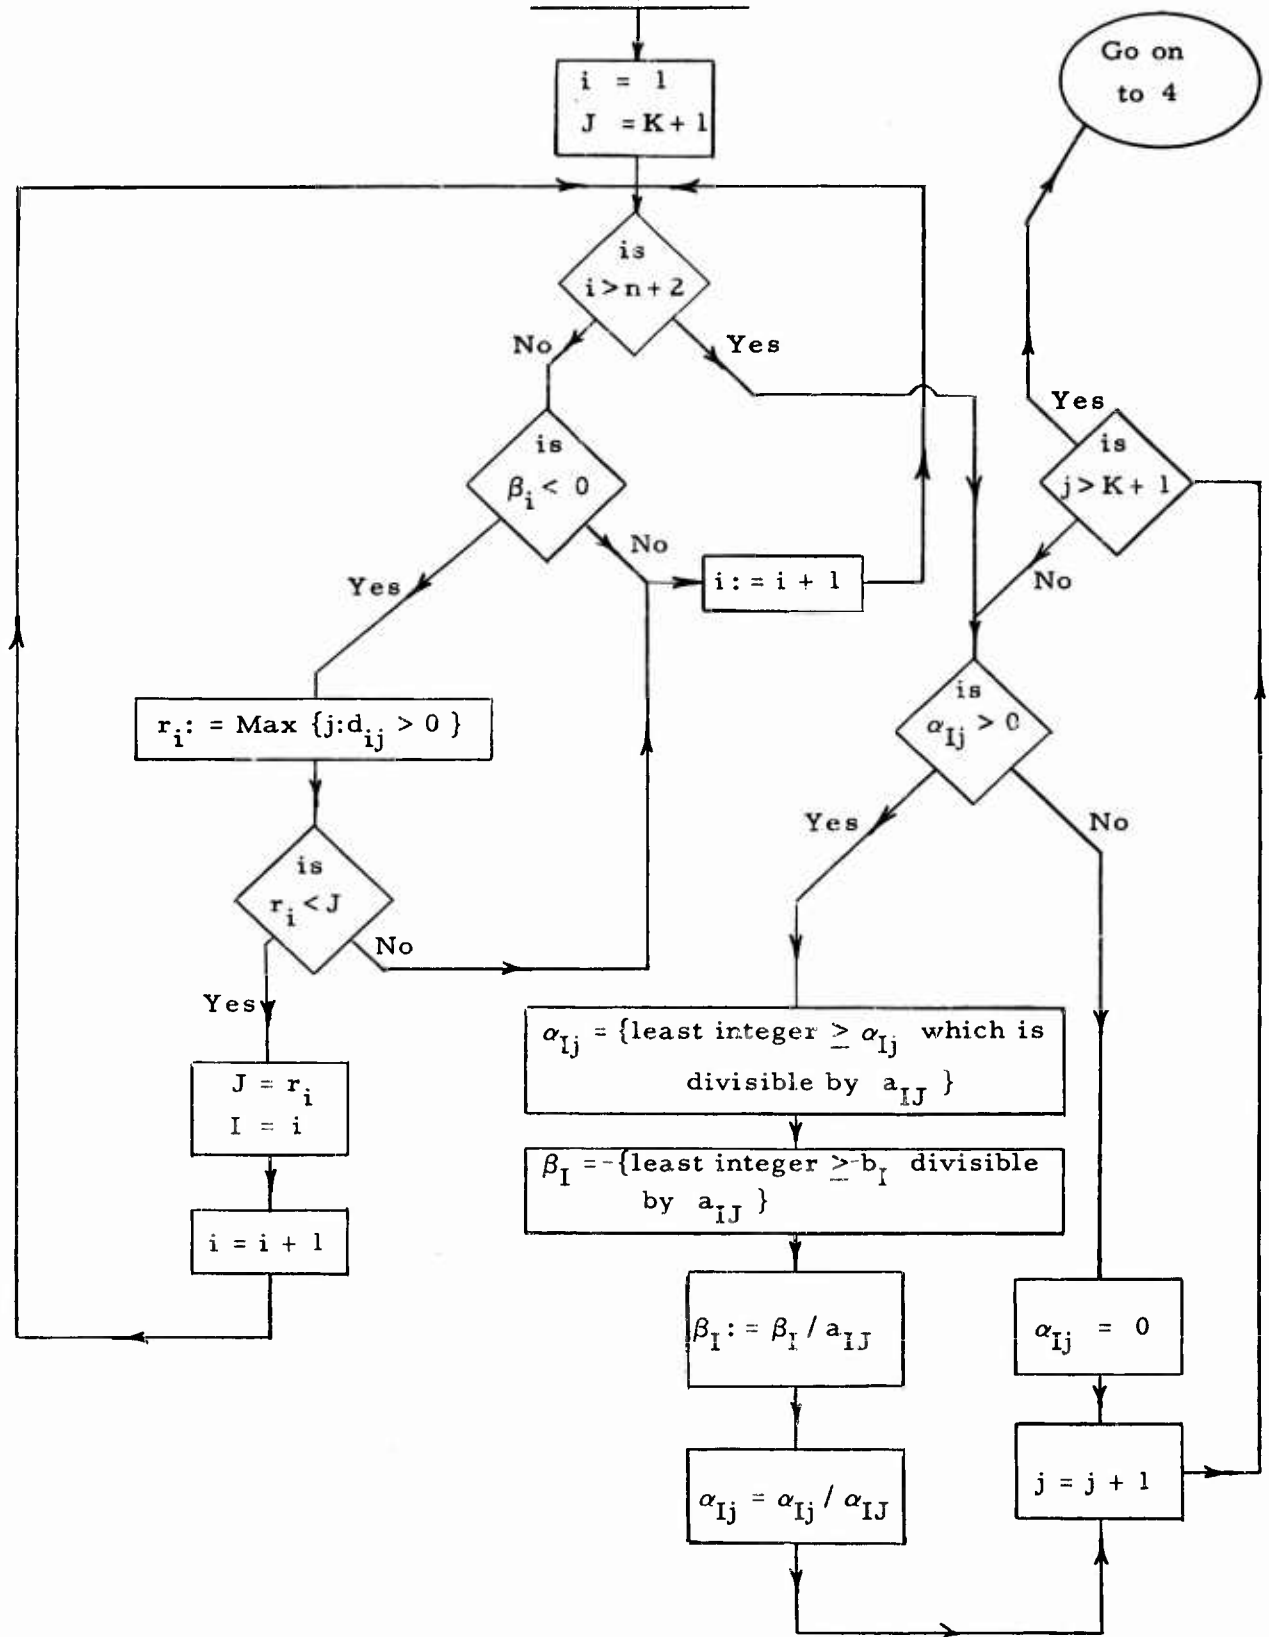 i = 1
J = K + 1
Go on
to 4
is
i > n + 2
No
Yes
is
β_i < 0
Yes
No
i: = i + 1
Yes
is
j > K + 1
No
r_i: = Max {j:d_ij > 0 }
is
α_Ij > 0
is
r_i < J
No
Yes
Yes
No
J = r_i
I = i
i = i + 1
α_Ij = {least integer ≥ α_Ij which is
divisible by a_IJ }
β_I = -{least integer ≥ -b_I divisible
by a_IJ }
β_I: = β_I / a_IJ
α_Ij = 0
α_Ij = α_Ij / α_IJ
j = j + 1